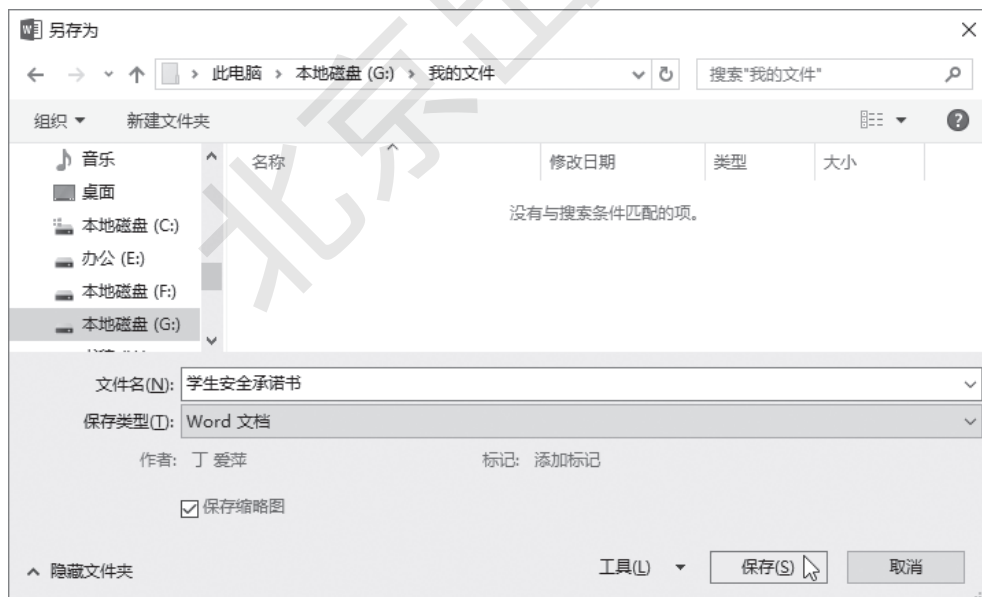 另存为
此电脑 › 本地磁盘 (G:) › 我的文件
搜索"我的文件"
组织
新建文件夹
名称
修改日期
类型
大小
音乐
桌面
本地磁盘 (C:)
办公 (E:)
本地磁盘 (F:)
本地磁盘 (G:)
没有与搜索条件匹配的项。
文件名(N): 学生安全承诺书
保存类型(T): Word 文档
作者: 丁 爱萍
标记: 添加标记
保存缩略图
隐藏文件夹
工具(L)
保存(S)
取消
北京